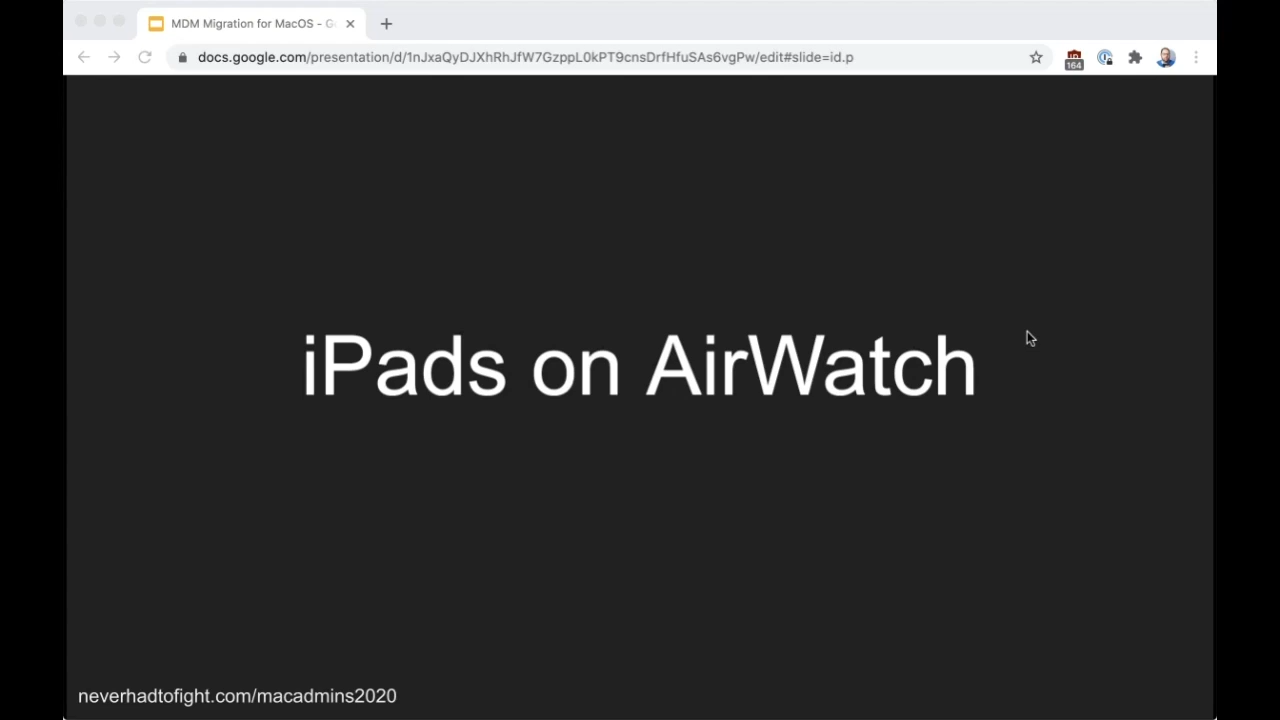 MDM Migration for MacOS - G
docs.google.com/presentation/d/1nJxaQyDJXhRhJfW7GzppL0kPT9cnsDrfHfuSAs6vgPw/edit#slide=id.p
164
iPads on AirWatch
neverhadtofight.com/macadmins2020